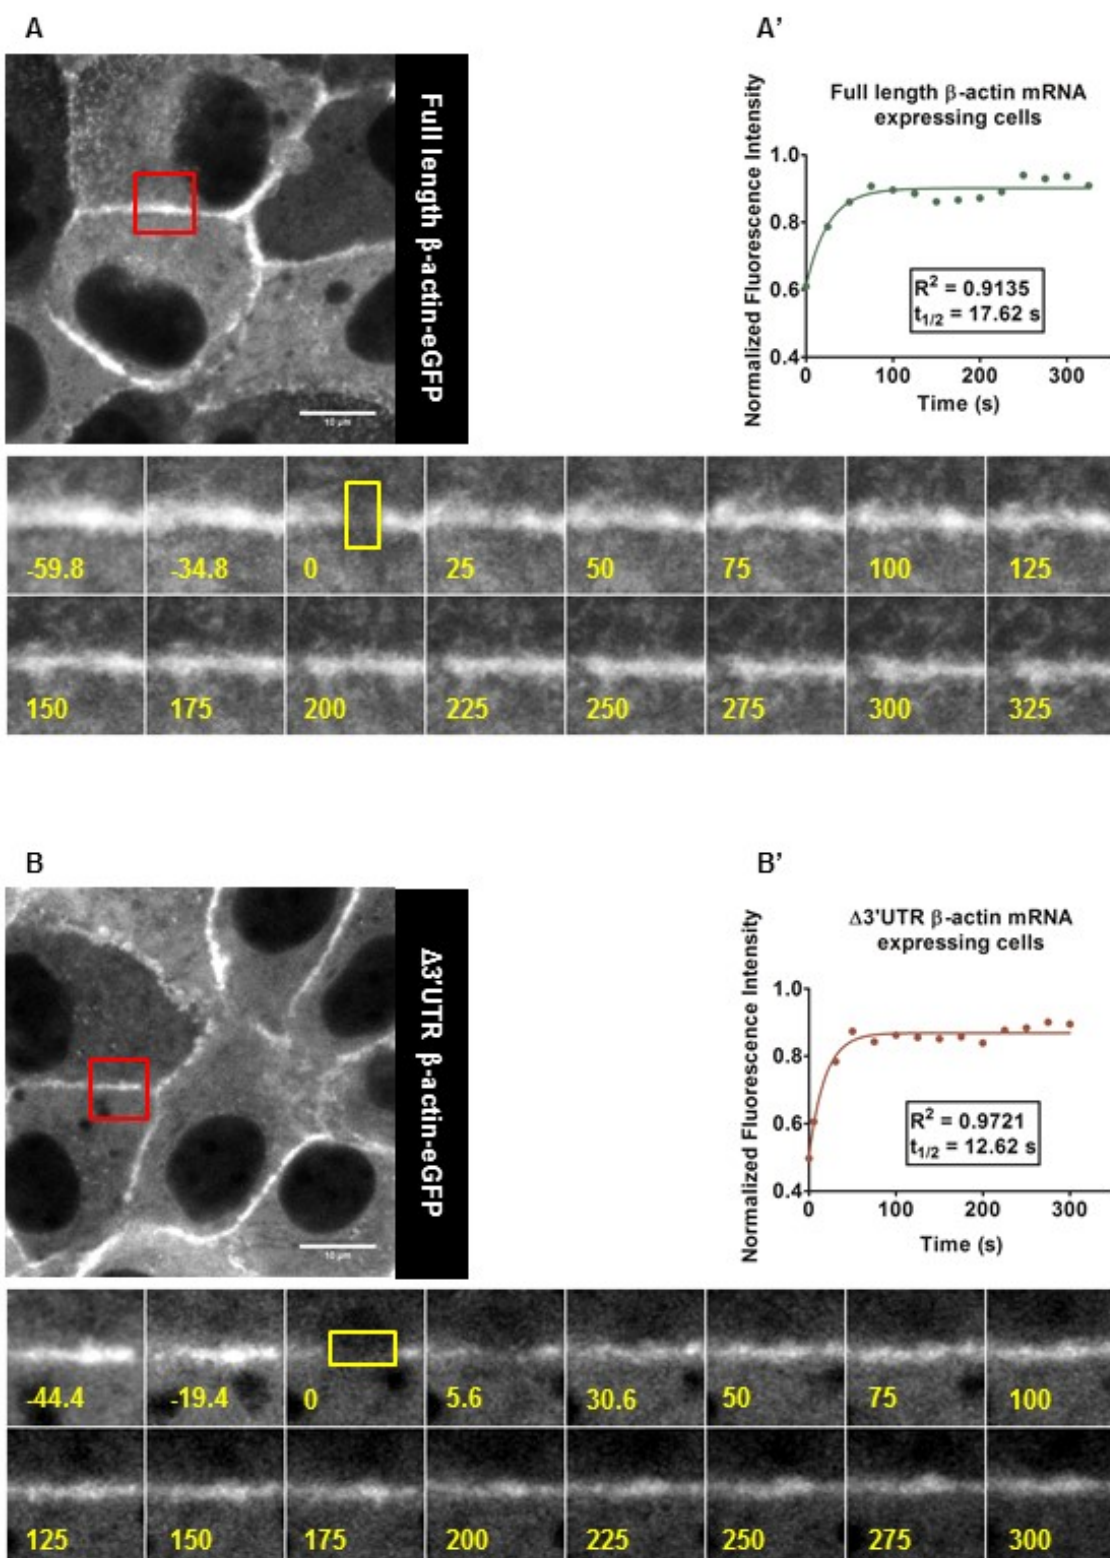 A
Full length β-actin-eGFP
10 µm
A'
Full length β-actin mRNA
expressing cells
Normalized Fluorescence Intensity
1.0
0.8
0.6
0.4
R² = 0.9135
t1/2 = 17.62 s
0 100 200 300
Time (s)
-59.8 -34.8 0 25 50 75 100 125
150 175 200 225 250 275 300 325
B
Δ3'UTR β-actin-eGFP
10 µm
B'
Δ3'UTR β-actin mRNA
expressing cells
Normalized Fluorescence Intensity
1.0
0.8
0.6
0.4
R² = 0.9721
t1/2 = 12.62 s
0 100 200 300
Time (s)
-44.4 -19.4 0 5.6 30.6 50 75 100
125 150 175 200 225 250 275 300